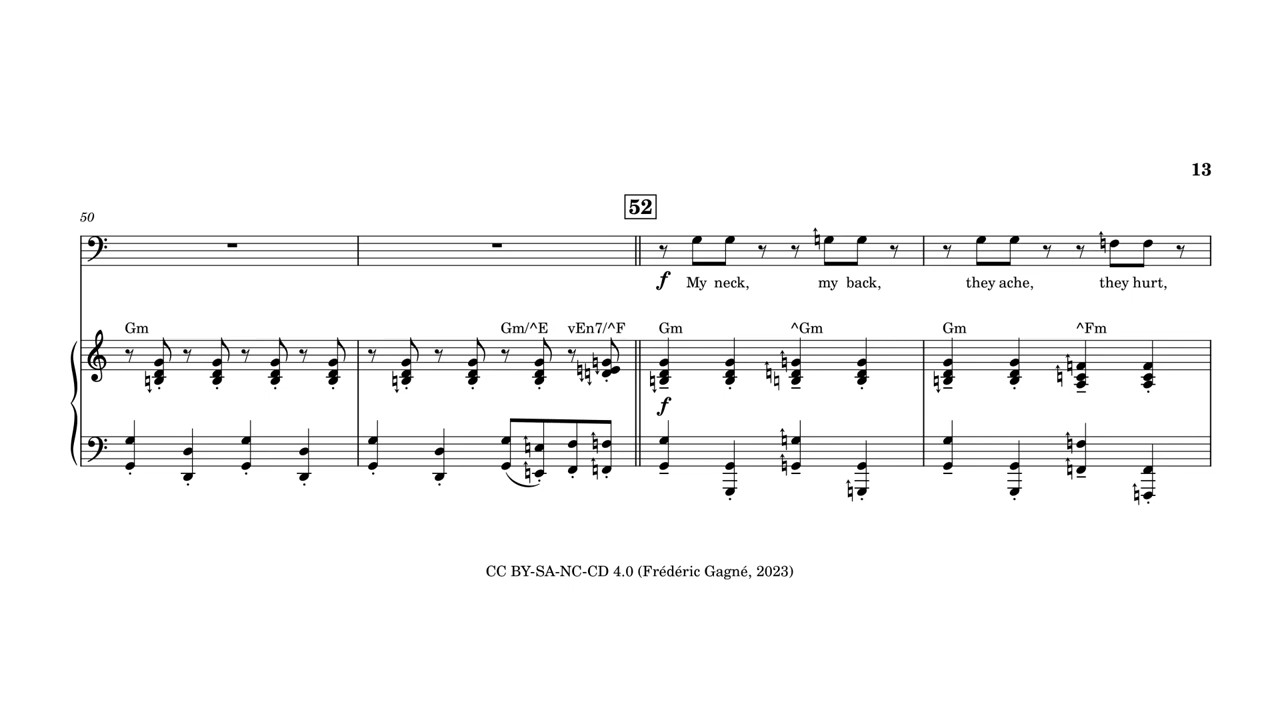 13
52
50
f My neck, my back, they ache, they hurt,
Gm Gm/^E vEn7/^F Gm ^Gm Gm ^Fm
f
CC BY-SA-NC-CD 4.0 (Frédéric Gagné, 2023)